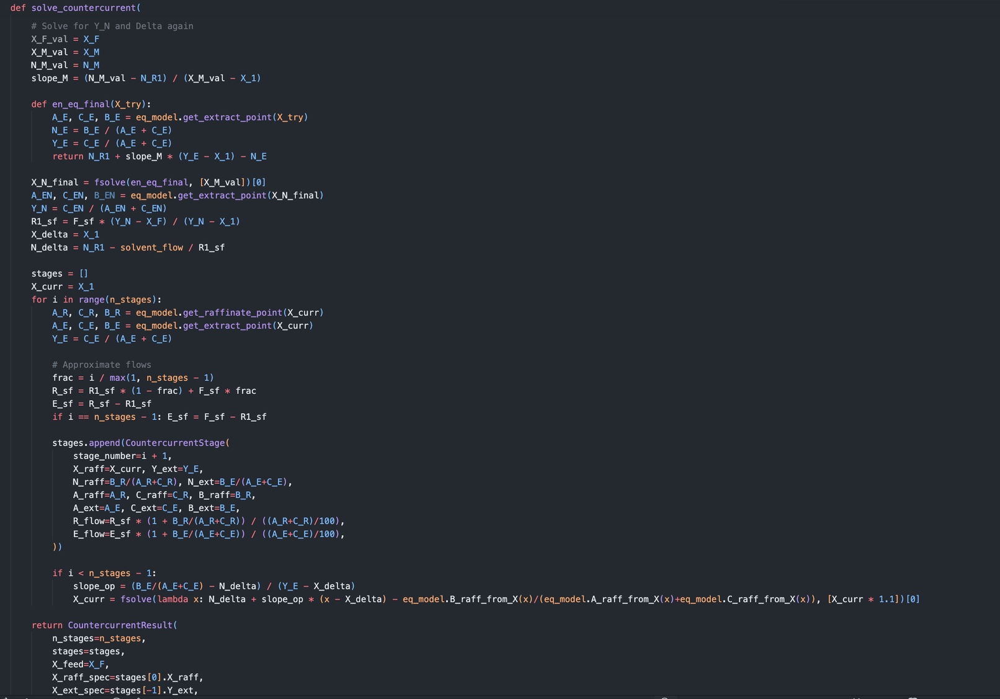 def solve_countercurrent(
# Solve for Y_N and Delta again
X_F_val = X_F
X_M_val = X_M
N_M_val = N_M
slope_M = (N_M_val - N_R1) / (X_M_val - X_1)
def en_eq_final(X_try):
A_E, C_E, B_E = eq_model.get_extract_point(X_try)
N_E = B_E / (A_E + C_E)
Y_E = C_E / (A_E + C_E)
return N_R1 + slope_M * (Y_E - X_1) - N_E
X_N_final = fsolve(en_eq_final, [X_M_val])[0]
A_EN, C_EN, B_EN = eq_model.get_extract_point(X_N_final)
Y_N = C_EN / (A_EN + C_EN)
R1_sf = F_sf * (Y_N - X_F) / (Y_N - X_1)
X_delta = X_1
N_delta = N_R1 - solvent_flow / R1_sf
stages = []
X_curr = X_1
for i in range(n_stages):
A_R, C_R, B_R = eq_model.get_raffinate_point(X_curr)
A_E, C_E, B_E = eq_model.get_extract_point(X_curr)
Y_E = C_E / (A_E + C_E)
# Approximate flows
frac = i / max(1, n_stages - 1)
R_sf = R1_sf * (1 - frac) + F_sf * frac
E_sf = R_sf - R1_sf
if i == n_stages - 1: E_sf = F_sf - R1_sf
stages.append(CountercurrentStage(
stage_number=i + 1,
X_raff=X_curr, Y_ext=Y_E,
N_raff=B_R/(A_R+C_R), N_ext=B_E/(A_E+C_E),
A_raff=A_R, C_raff=C_R, B_raff=B_R,
A_ext=A_E, C_ext=C_E, B_ext=B_E,
R_flow=R_sf * (1 + B_R/(A_R+C_R)) / ((A_R+C_R)/100),
E_flow=E_sf * (1 + B_E/(A_E+C_E)) / ((A_E+C_E)/100),
))
if i < n_stages - 1:
slope_op = (B_E/(A_E+C_E) - N_delta) / (Y_E - X_delta)
X_curr = fsolve(lambda x: N_delta + slope_op * (x - X_delta) - eq_model.B_raff_from_X(x)/(eq_model.A_raff_from_X(x)+eq_model.C_raff_from_X(x)), [X_curr * 1.1])[0]
return CountercurrentResult(
n_stages=n_stages,
stages=stages,
X_feed=X_F,
X_raff_spec=stages[0].X_raff,
X_ext_spec=stages[-1].Y_ext,